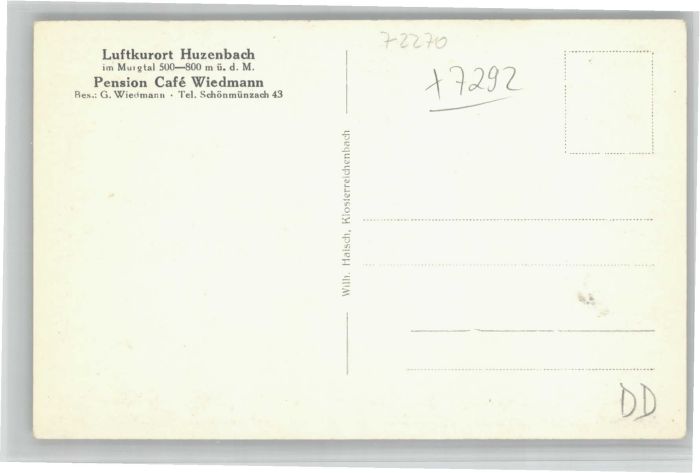 Luftkurort Huzenbach
im Murgtal 500—800 m ü. d. M.
Pension Café Wiedmann
Bes.: G. Wiedmann · Tel. Schönmünzach 43
Wilh. Haisch, Klosterreichenbach
72270
+7292
DD